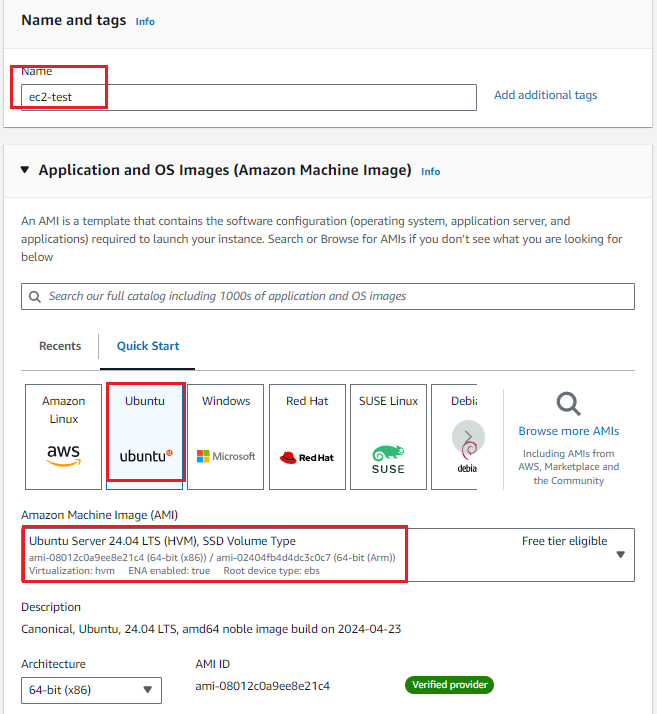 Name and tags Info
Name
ec2-test
Add additional tags
Application and OS Images (Amazon Machine Image) Info
An AMI is a template that contains the software configuration (operating system, application server, and
applications) required to launch your instance. Search or Browse for AMIs if you don't see what you are looking for
below
Search our full catalog including 1000s of application and OS images
Recents
Quick Start
Amazon
Linux
aws
Ubuntu
ubuntu
Windows
Microsoft
Red Hat
Red Hat
SUSE Linux
SUSE
Debia
debia
Browse more AMIs
Including AMIs from
AWS, Marketplace and
the Community
Amazon Machine Image (AMI)
Ubuntu Server 24.04 LTS (HVM), SSD Volume Type
Free tier eligible
ami-08012c0a9ee8e21c4 (64-bit (x86)) / ami-02404fb4d4dc3c0c7 (64-bit (Arm))
Virtualization: hvm ENA enabled: true Root device type: ebs
Description
Canonical, Ubuntu, 24.04 LTS, amd64 noble image build on 2024-04-23
Architecture
64-bit (x86)
AMI ID
ami-08012c0a9ee8e21c4
Verified provider